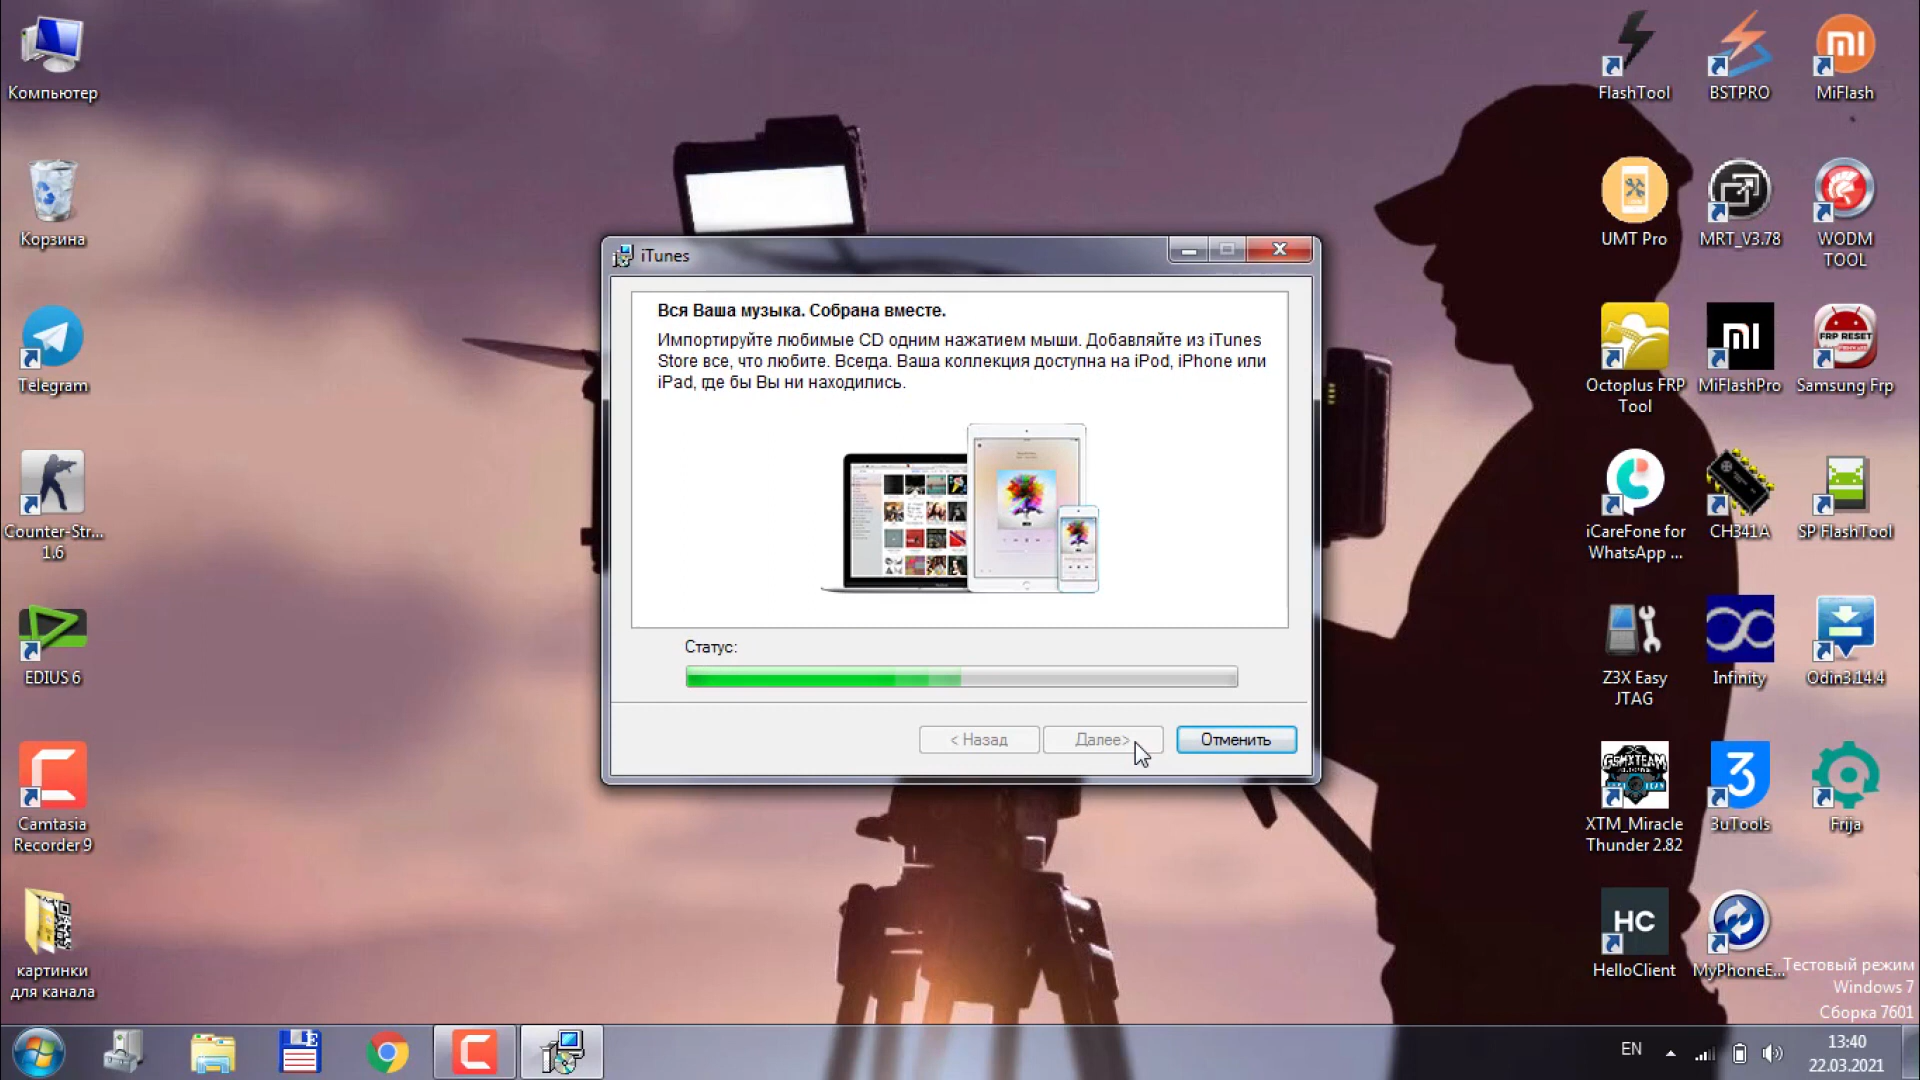 Компьютер
Корзина
Telegram
Counter-Str...
1.6
EDIUS 6
Camtasia
Recorder 9
картинки
для канала
iTunes
Вся Ваша музыка. Собрана вместе.
Импортируйте любимые CD одним нажатием мыши. Добавляйте из iTunes
Store все, что любите. Всегда. Ваша коллекция доступна на iPod, iPhone или
iPad, где бы Вы ни находились.
Статус:
< Назад
Далее>
Отменить
FlashTool
BSTPRO
MiFlash
UMT Pro
MRT_V3.78
WODM
TOOL
Octoplus FRP
Tool
MiFlashPro
FRP RESET
Samsung Frp
iCareFone for
WhatsApp ...
CH341A
SP FlashTool
Z3X Easy
JTAG
Infinity
Odin3.14.4
GSMXTEAM
XTM_Miracle
Thunder 2.82
3
3uTools
Frija
HC
HelloClient
MyPhoneE...
Тестовый режим
Windows 7
Сборка 7601
EN
13:40
22.03.2021